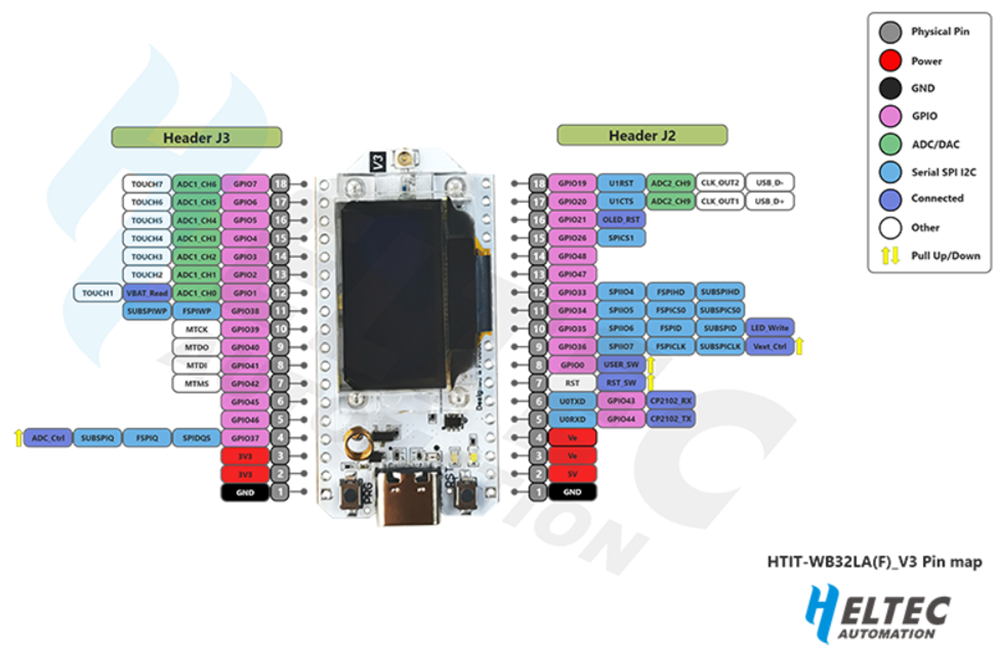 Physical Pin
Power
GND
GPIO
ADC/DAC
Serial SPI I2C
Connected
Other
Pull Up/Down
Header J3
TOUCH7 ADC1_CH6 GPIO7 18
TOUCH6 ADC1_CH5 GPIO6 17
TOUCH5 ADC1_CH4 GPIO5 16
TOUCH4 ADC1_CH3 GPIO4 15
TOUCH3 ADC1_CH2 GPIO3 14
TOUCH2 ADC1_CH1 GPIO2 13
TOUCH1 VBAT_Read ADC1_CH0 GPIO1 12
SUBSPIWP FSPIWP GPIO38 11
MTCK GPIO39 10
MTDO GPIO40 9
MTDI GPIO41 8
MTMS GPIO42 7
GPIO45 6
GPIO46 5
ADC_Ctrl SUBSPIQ FSPIQ SPIDQS GPIO37 4
3V3 3
3V3 2
GND 1
V3
PRG
RST
Header J2
18 GPIO19 U1RST ADC2_CH9 CLK_OUT2 USB_D-
17 GPIO20 U1CTS ADC2_CH9 CLK_OUT1 USB_D+
16 GPIO21 OLED_RST
15 GPIO26 SPICS1
14 GPIO48
13 GPIO47
12 GPIO33 SPIIO4 FSPIHD SUBSPIHD
11 GPIO34 SPIIO5 FSPICS0 SUBSPICS0
10 GPIO35 SPIIO6 FSPID SUBSPID LED_Write
9 GPIO36 SPIIO7 FSPICLK SUBSPICLK Vext_Ctrl
8 GPIO0 USER_SW
7 RST RST_SW
6 U0TXD GPIO43 CP2102_RX
5 U0RXD GPIO44 CP2102_TX
4 Ve
3 Ve
2 5V
1 GND
HTIT-WB32LA(F)_V3 Pin map
HELTEC
AUTOMATION